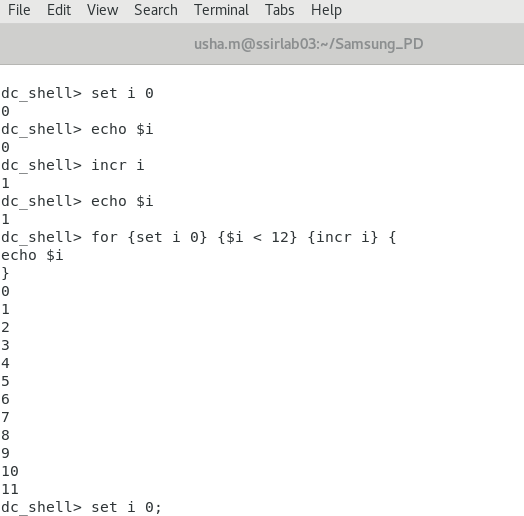 File Edit View Search Terminal Tabs Help
usha.m@ssirlab03:~/Samsung_PD
dc_shell> set i 0
0
dc_shell> echo $i
0
dc_shell> incr i
1
dc_shell> echo $i
1
dc_shell> for {set i 0} {$i < 12} {incr i} {
echo $i
}
0
1
2
3
4
5
6
7
8
9
10
11
dc_shell> set i 0;